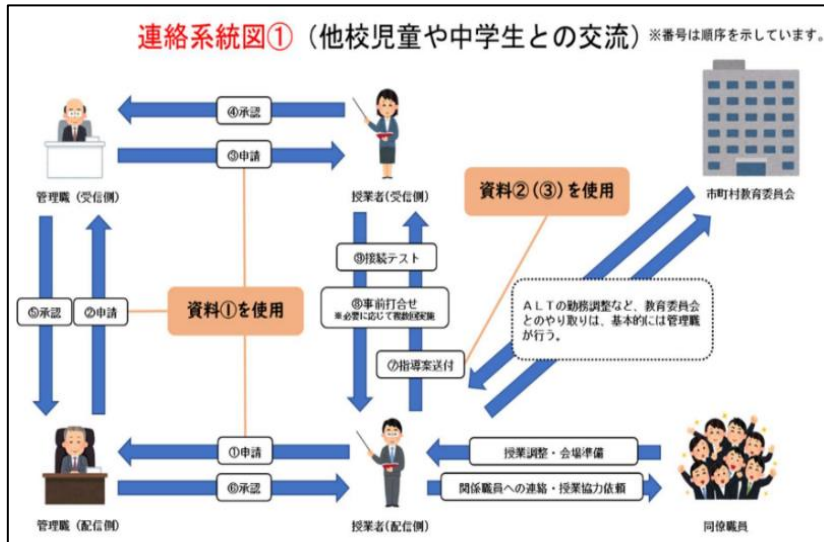 連絡系統図①（他校児童や中学生との交流）※番号は順序を示しています。
④承認
③申請
管理職（受信側）
授業者（受信側）
資料②（③）を使用
市町村教育委員会
⑨接続テスト
⑤承認
②申請
資料①を使用
⑧事前打合せ
※必要に応じて複数回実施
ＡＬＴの勤務調整など、教育委員会
とのやり取りは、基本的には管理職
が行う。
⑦指導案送付
①申請
授業調整・会場準備
⑥承認
関係職員への連絡・授業協力依頼
管理職（配信側）
授業者（配信側）
同僚職員